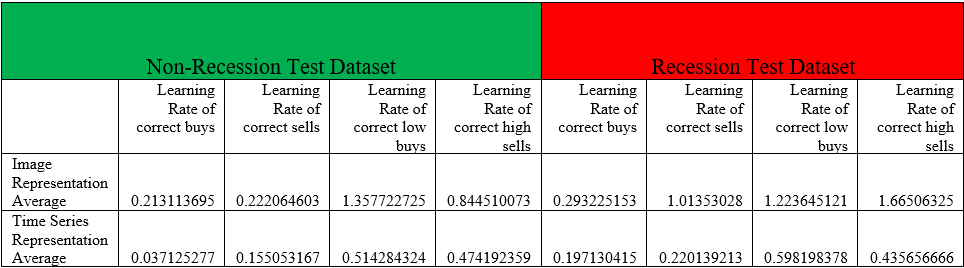 Non-Recession Test Dataset Recession Test Dataset
Learning Learning Learning Learning Learning Learning Learning Learning
Rate of Rate of Rate of Rate of Rate of Rate of Rate of Rate of
correct buys correct sells correct low correct high correct buys correct sells correct low correct high
buys sells buys sells
Image
Representation
Average 0.213113695 0.222064603 1.357722725 0.844510073 0.293225153 1.01353028 1.223645121 1.66506325
Time Series
Representation
Average 0.037125277 0.155053167 0.514284324 0.474192359 0.197130415 0.220139213 0.598198378 0.435656666